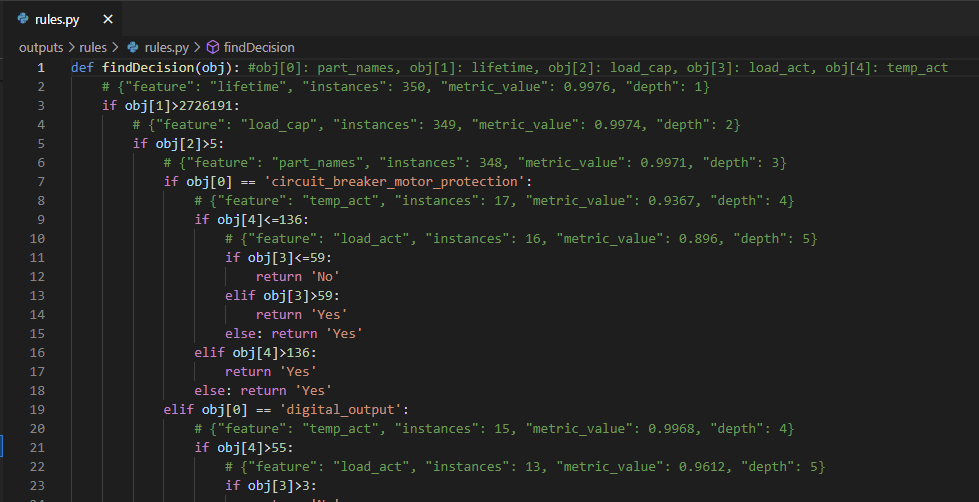 rules.py
outputs > rules > rules.py > findDecision
1 def findDecision(obj): #obj[0]: part_names, obj[1]: lifetime, obj[2]: load_cap, obj[3]: load_act, obj[4]: temp_act
2 # {"feature": "lifetime", "instances": 350, "metric_value": 0.9976, "depth": 1}
3 if obj[1]>2726191:
4 # {"feature": "load_cap", "instances": 349, "metric_value": 0.9974, "depth": 2}
5 if obj[2]>5:
6 # {"feature": "part_names", "instances": 348, "metric_value": 0.9971, "depth": 3}
7 if obj[0] == 'circuit_breaker_motor_protection':
8 # {"feature": "temp_act", "instances": 17, "metric_value": 0.9367, "depth": 4}
9 if obj[4]<=136:
10 # {"feature": "load_act", "instances": 16, "metric_value": 0.896, "depth": 5}
11 if obj[3]<=59:
12 return 'No'
13 elif obj[3]>59:
14 return 'Yes'
15 else: return 'Yes'
16 elif obj[4]>136:
17 return 'Yes'
18 else: return 'Yes'
19 elif obj[0] == 'digital_output':
20 # {"feature": "temp_act", "instances": 15, "metric_value": 0.9968, "depth": 4}
21 if obj[4]>55:
22 # {"feature": "load_act", "instances": 13, "metric_value": 0.9612, "depth": 5}
23 if obj[3]>3: